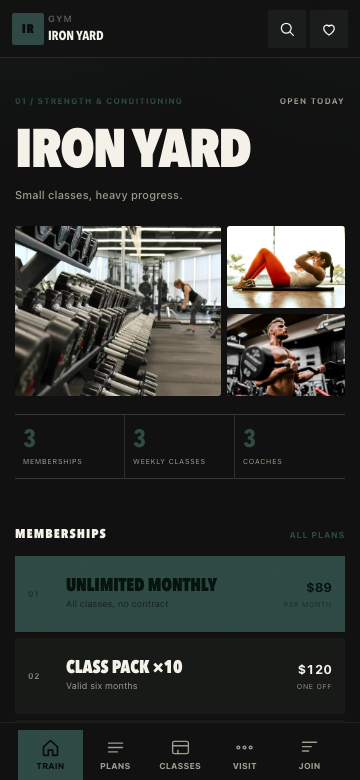 IR
GYM
IRON YARD
01 / STRENGTH & CONDITIONING
OPEN TODAY
IRON YARD
Small classes, heavy progress.
3
MEMBERSHIPS
3
WEEKLY CLASSES
3
COACHES
MEMBERSHIPS
ALL PLANS
01
UNLIMITED MONTHLY
All classes, no contract
$89
PER MONTH
02
CLASS PACK ×10
Valid six months
$120
ONE OFF
TRAIN
PLANS
CLASSES
VISIT
JOIN